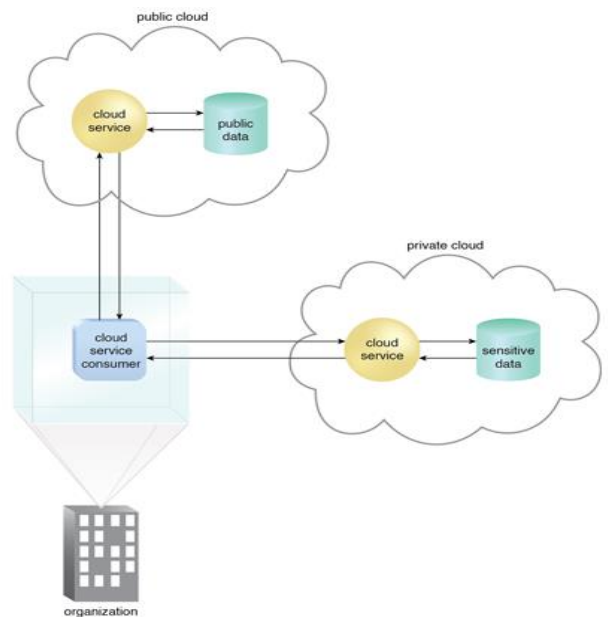 public cloud
cloud
service
public
data
private cloud
cloud
service
consumer
cloud
service
sensitive
data
organization